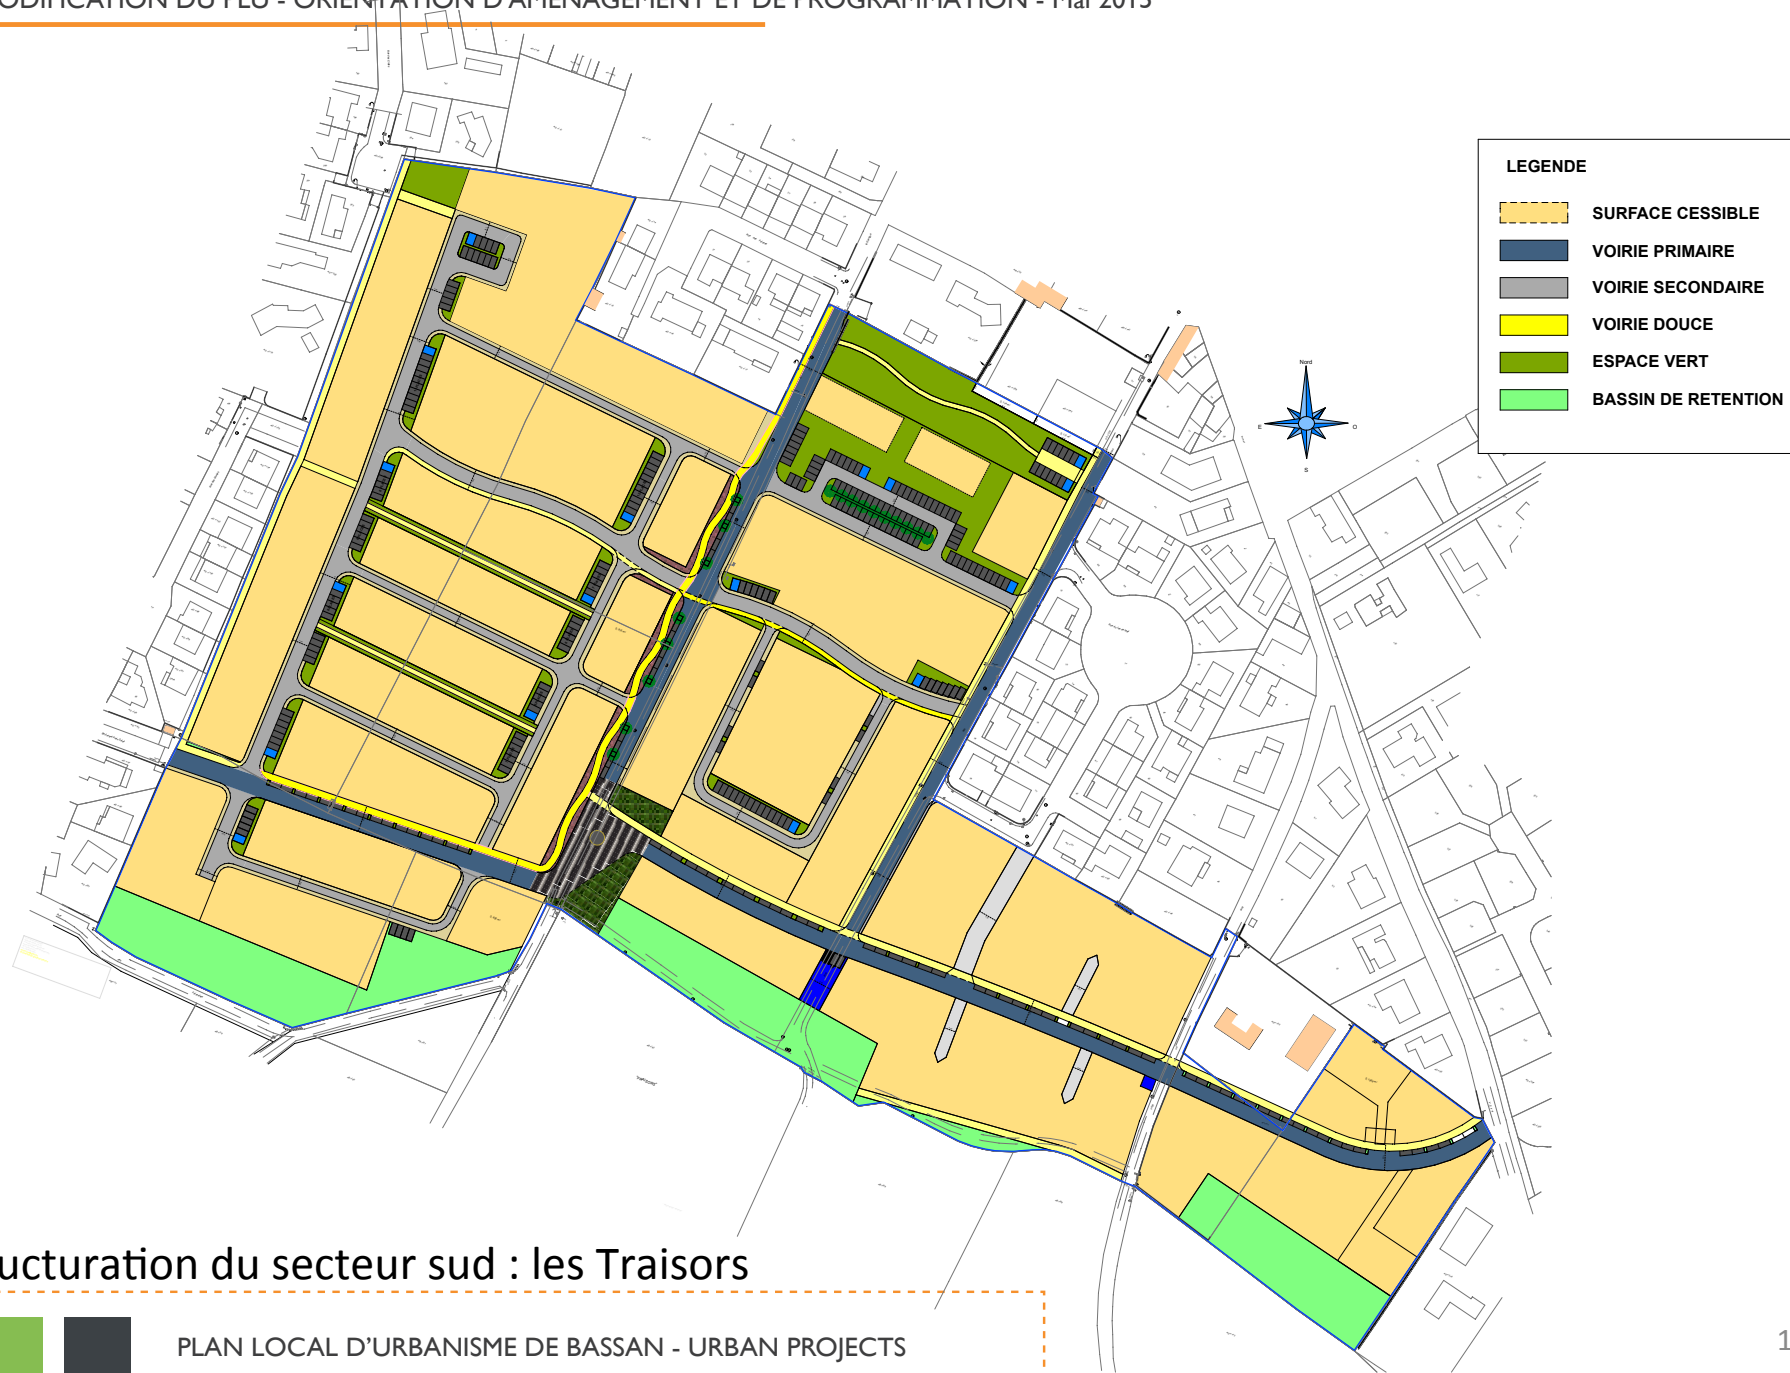 ODIFICATION DU PLU - ORIENTATION D'AMENAGEMENT ET DE PROGRAMMATION - Mai 2015
LEGENDE
SURFACE CESSIBLE
VOIRIE PRIMAIRE
VOIRIE SECONDAIRE
VOIRIE DOUCE
ESPACE VERT
BASSIN DE RETENTION
Nord
E
O
S
ucturation du secteur sud : les Traisors
PLAN LOCAL D'URBANISME DE BASSAN - URBAN PROJECTS
1